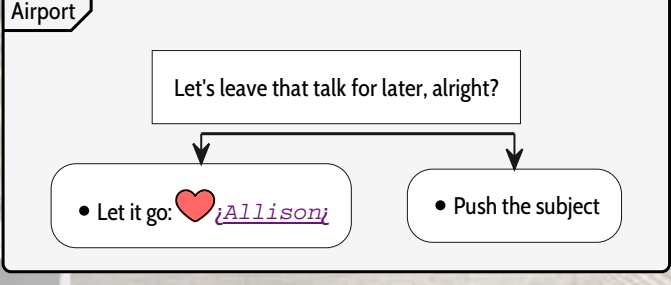 Airport
Let's leave that talk for later, alright?
• Let it go: ❤¿Allison¿
• Push the subject